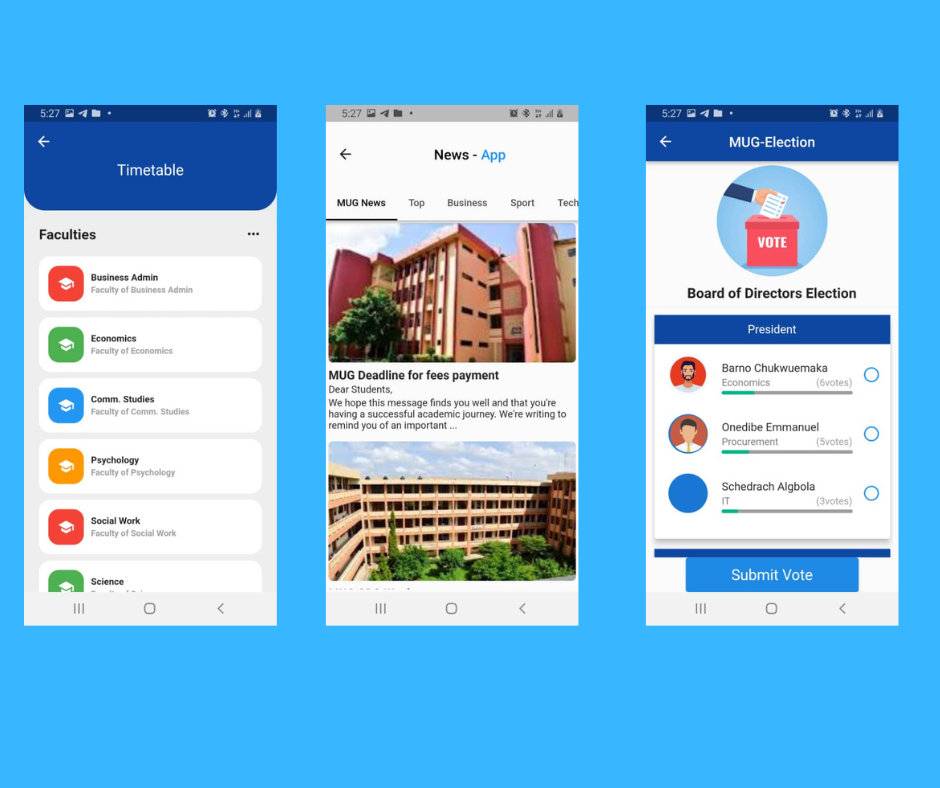 5:27
Timetable
Faculties
Business Admin
Faculty of Business Admin
Economics
Faculty of Economics
Comm. Studies
Faculty of Comm. Studies
Psychology
Faculty of Psychology
Social Work
Faculty of Social Work
Science
5:27
News - App
MUG News Top Business Sport Tech
MUG Deadline for fees payment
Dear Students,
We hope this message finds you well and that you're
having a successful academic journey. We're writing to
remind you of an important ...
5:27
MUG-Election
VOTE
Board of Directors Election
President
Barno Chukwuemaka
Economics (6votes)
Onedibe Emmanuel
Procurement (5votes)
Schedrach Algbola
IT (3votes)
Submit Vote